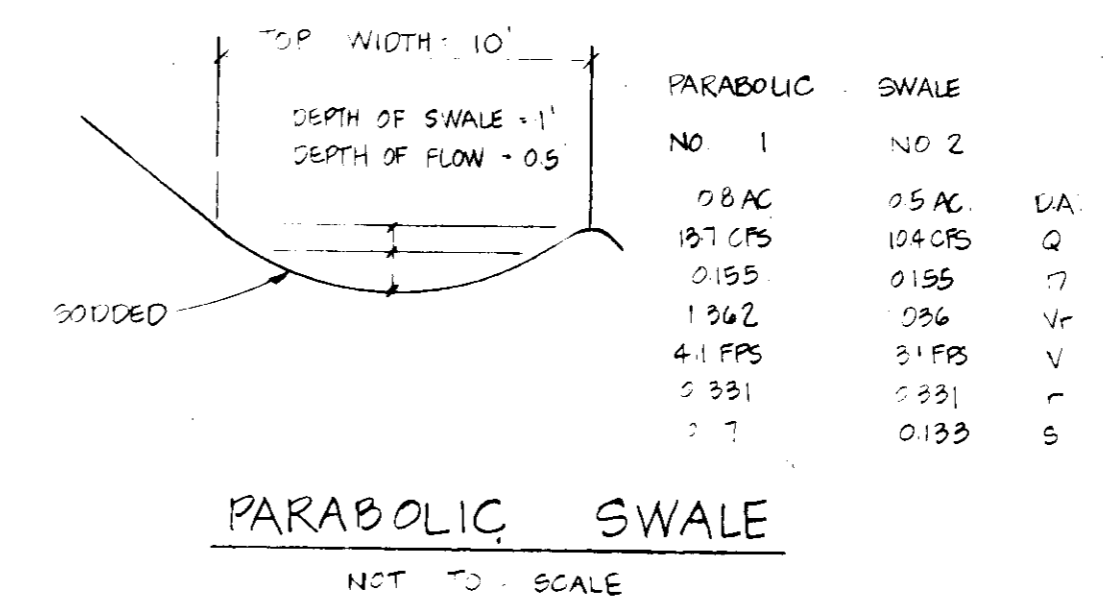 TOP WIDTH: 10'
DEPTH OF SWALE = 1'
DEPTH OF FLOW = 0.5'
SODDED
PARABOLIC SWALE
NO. 1 NO 2
0.8 AC 0.5 AC. D.A.
13.7 CFS 10.4 CFS Q
0.155 0.155 n
1.362 Vr
4.1 FPS 3.1 FPS V
0.331 0.331 r
0.133 S
PARABOLIC SWALE
NOT TO SCALE